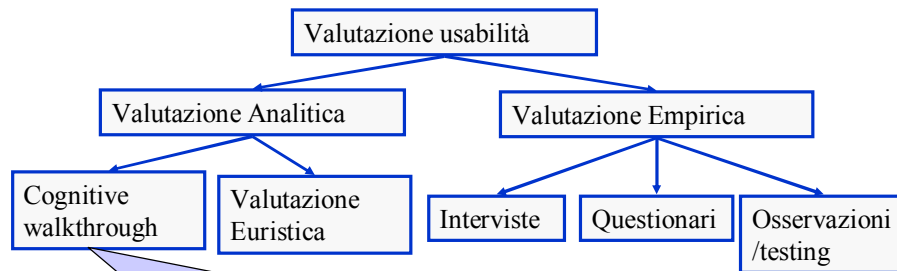 Valutazione usabilità
Valutazione Analitica
Valutazione Empirica
Cognitive
walkthrough
Valutazione
Euristica
Interviste
Questionari
Osservazioni
/testing